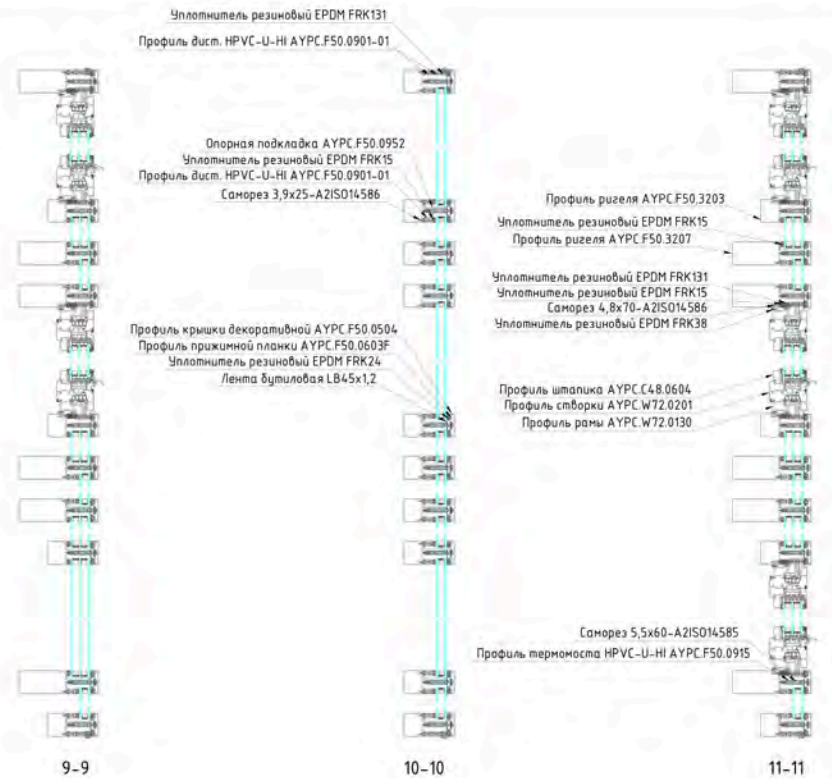 Уплотнитель резиновый EPDM FRK131
Профиль дист. HPVC-U-HI AYPC.F50.0901-01
Опорная подкладка AYPC.F50.0952
Уплотнитель резиновый EPDM FRK15
Профиль дист. HPVC-U-HI AYPC.F50.0901-01
Саморез 3,9x25-A2ISO14586
Профиль крышки декоративной AYPC.F50.0504
Профиль прижимной планки AYPC.F50.0603F
Уплотнитель резиновый EPDM FRK24
Лента бутиловая LB45x1,2
Профиль ригеля AYPC.F50.3203
Уплотнитель резиновый EPDM FRK15
Профиль ригеля AYPC.F50.3207
Уплотнитель резиновый EPDM FRK131
Уплотнитель резиновый EPDM FRK15
Саморез 4,8x70-A2ISO14586
Уплотнитель резиновый EPDM FRK38
Профиль штапика AYPC.C48.0604
Профиль створки AYPC.W72.0201
Профиль рамы AYPC.W72.0130
Саморез 5,5x60-A2ISO14585
Профиль термомоста HPVC-U-HI AYPC.F50.0915
9-9
10-10
11-11